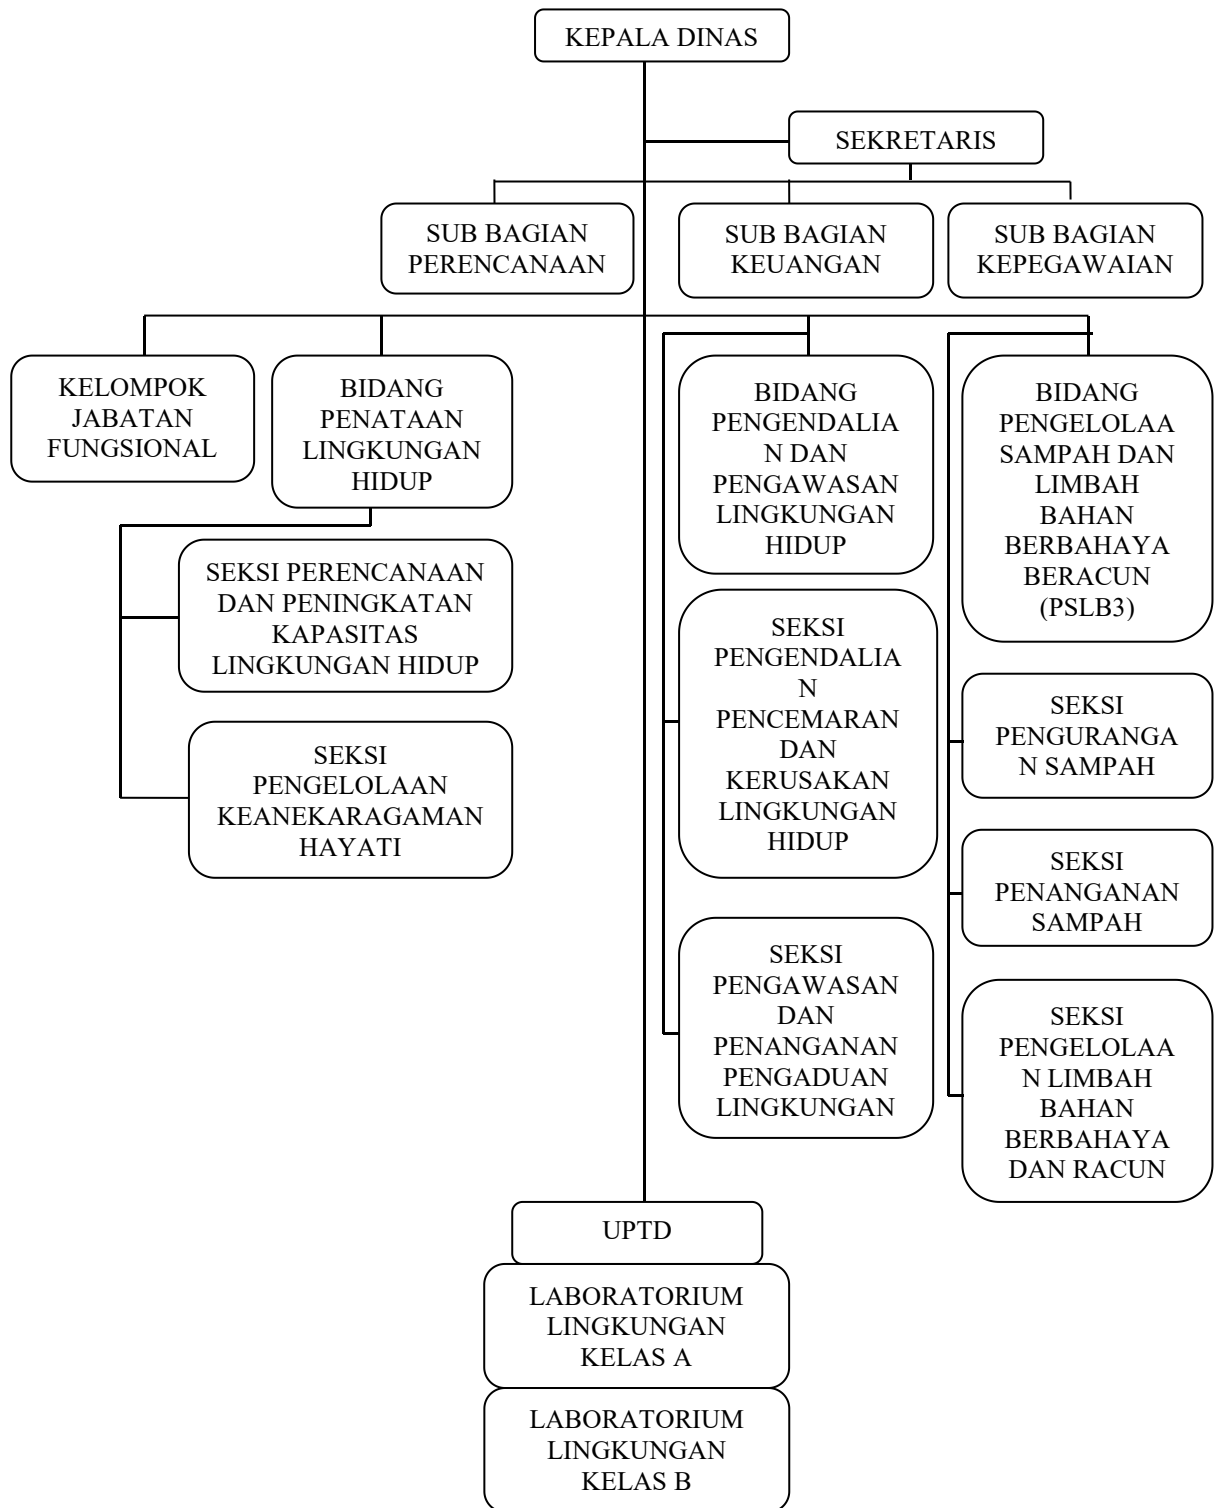 KEPALA DINAS
SEKRETARIS
SUB BAGIAN
PERENCANAAN
SUB BAGIAN
KEUANGAN
SUB BAGIAN
KEPEGAWAIAN
KELOMPOK
JABATAN
FUNGSIONAL
BIDANG
PENATAAN
LINGKUNGAN
HIDUP
BIDANG
PENGENDALIA
N DAN
PENGAWASAN
LINGKUNGAN
HIDUP
BIDANG
PENGELOLAA
SAMPAH DAN
LIMBAH
BAHAN
BERBAHAYA
BERACUN
(PSLB3)
SEKSI PERENCANAAN
DAN PENINGKATAN
KAPASITAS
LINGKUNGAN HIDUP
SEKSI
PENGELOLAAN
KEANEKARAGAMAN
HAYATI
SEKSI
PENGENDALIA
N
PENCEMARAN
DAN
KERUSAKAN
LINGKUNGAN
HIDUP
SEKSI
PENGAWASAN
DAN
PENANGANAN
PENGADUAN
LINGKUNGAN
SEKSI
PENGURANGA
N SAMPAH
SEKSI
PENANGANAN
SAMPAH
SEKSI
PENGELOLAA
N LIMBAH
BAHAN
BERBAHAYA
DAN RACUN
UPTD
LABORATORIUM
LINGKUNGAN
KELAS A
LABORATORIUM
LINGKUNGAN
KELAS B